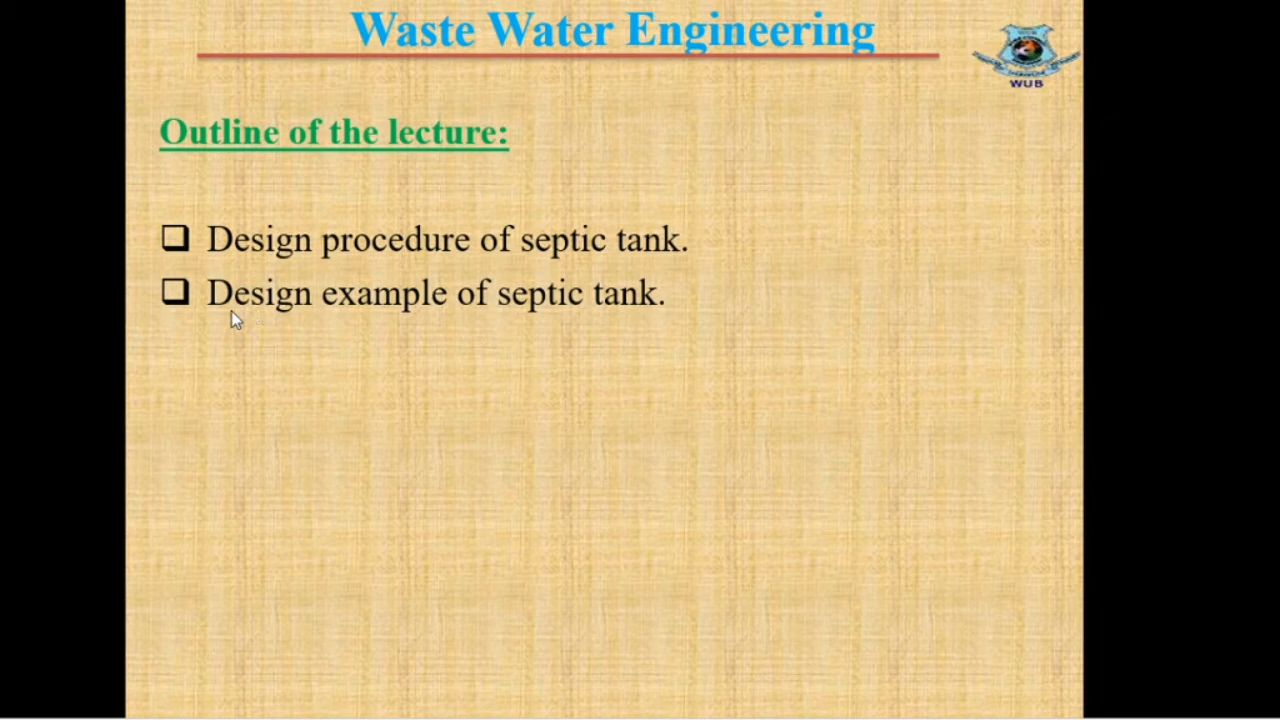 Waste Water Engineering
WUB
Outline of the lecture:
Design procedure of septic tank.
Design example of septic tank.